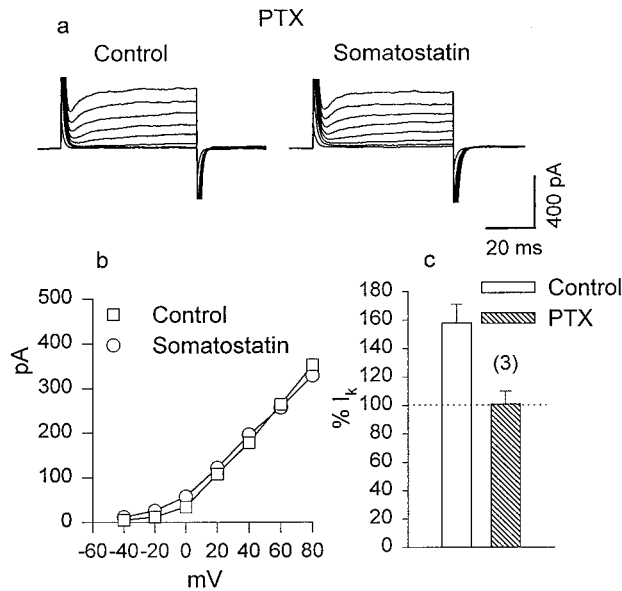 a
PTX
Control
Somatostatin
400 pA
20 ms
b
500
400
300
200
100
0
pA
Control
Somatostatin
-60 -40 -20 0 20 40 60 80
mV
c
Control
PTX
180
160
140
120
100
80
60
40
20
0
% Ik
(3)